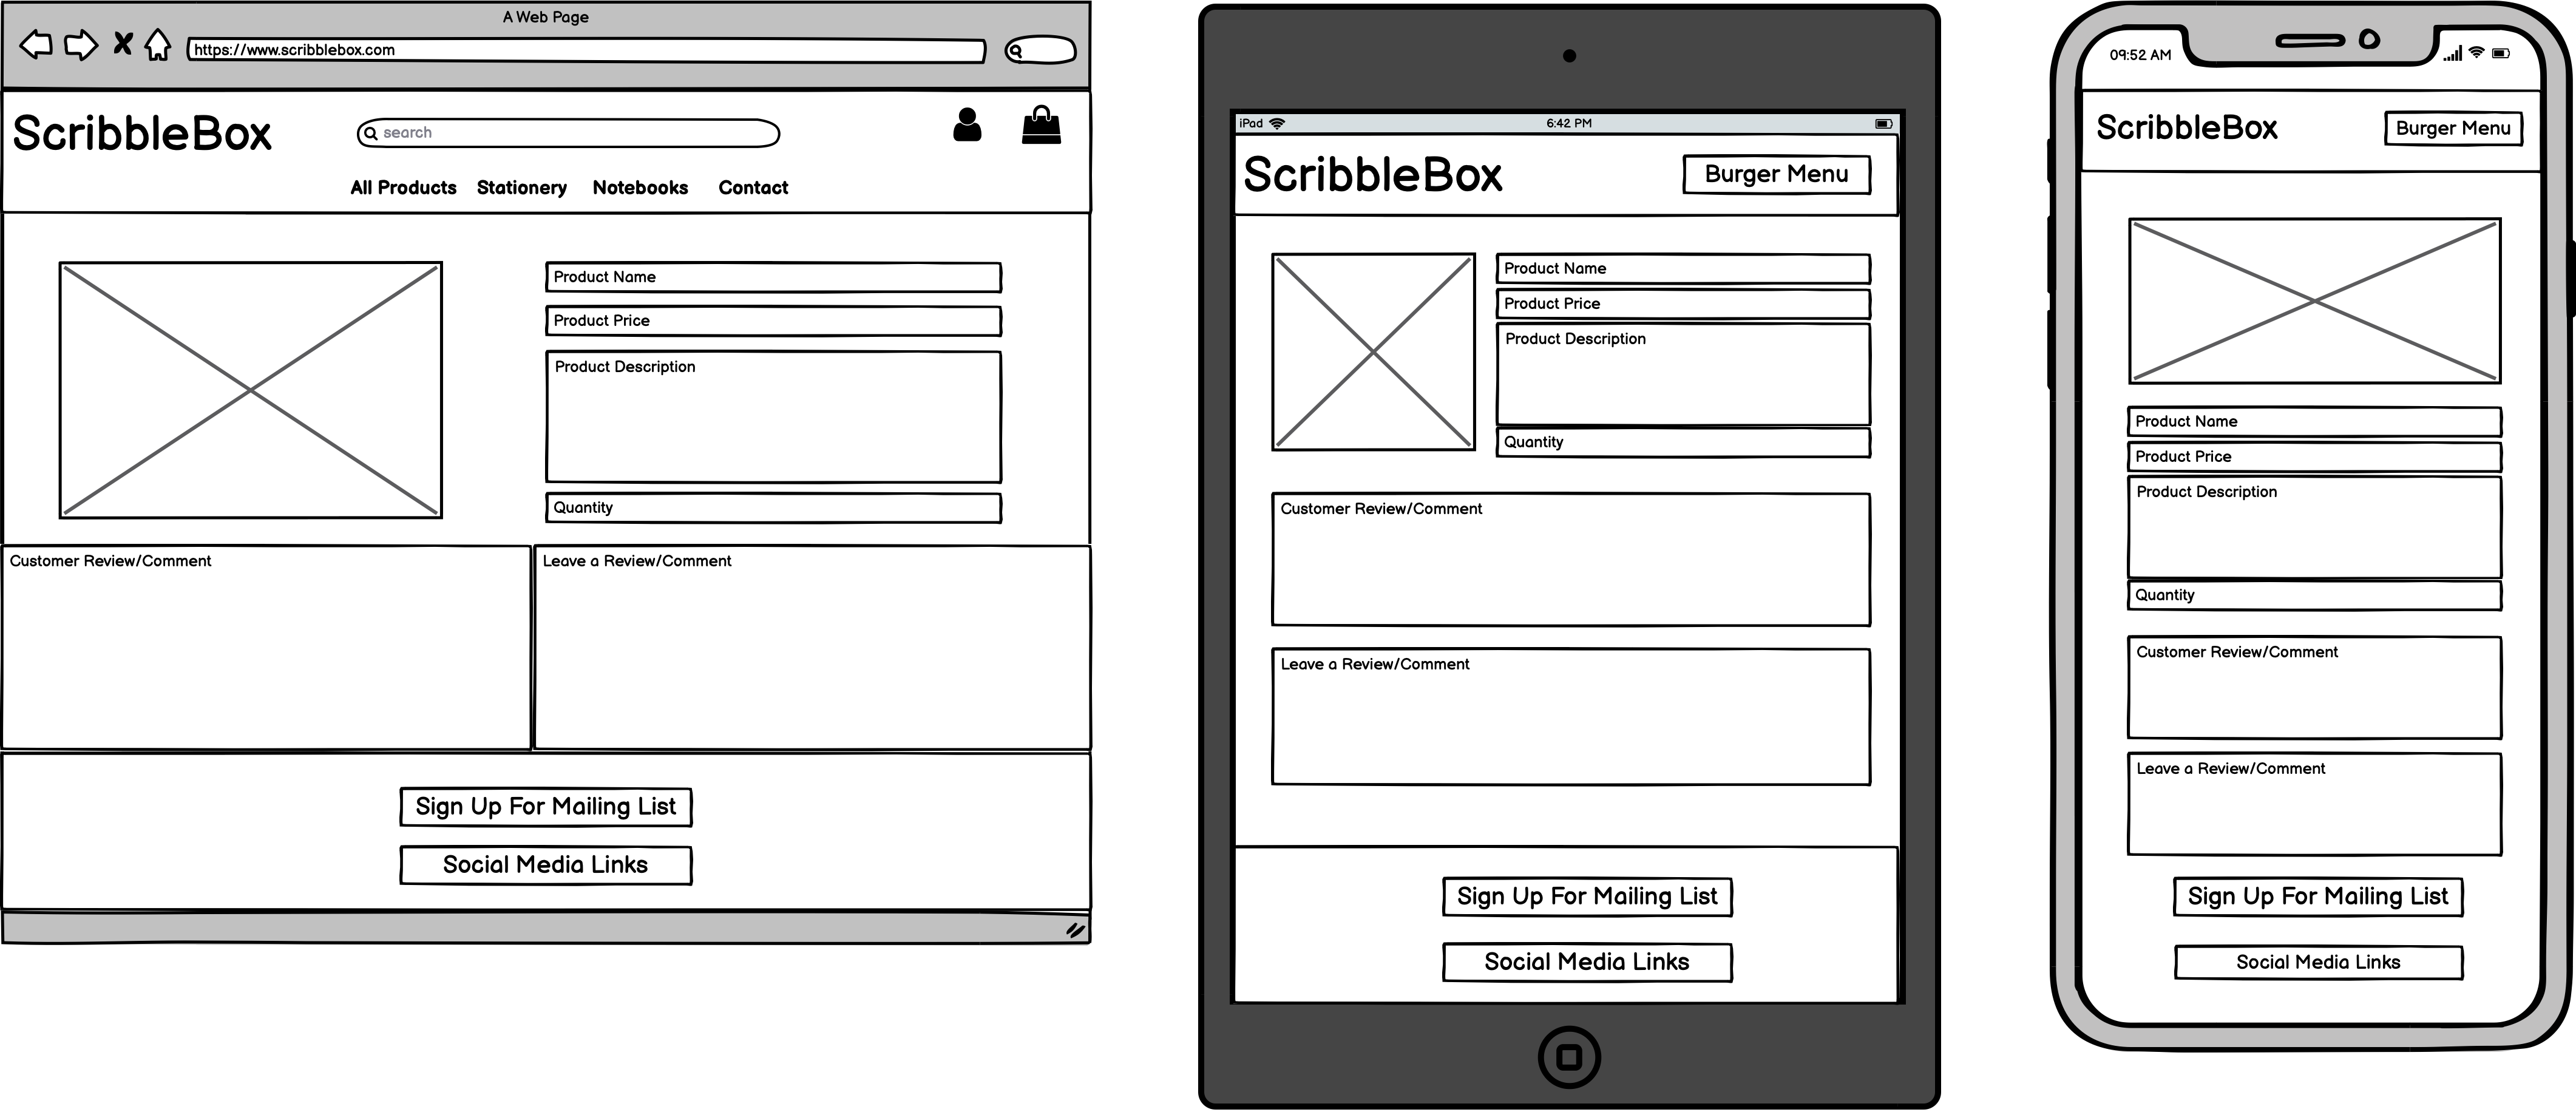 A Web Page
https://www.scribblebox.com
ScribbleBox
search
All Products Stationery Notebooks Contact
Product Name
Product Price
Product Description
Quantity
Customer Review/Comment
Leave a Review/Comment
Sign Up For Mailing List
Social Media Links
iPad 6:42 PM
ScribbleBox
Burger Menu
Product Name
Product Price
Product Description
Quantity
Customer Review/Comment
Leave a Review/Comment
Sign Up For Mailing List
Social Media Links
09:52 AM
ScribbleBox
Burger Menu
Product Name
Product Price
Product Description
Quantity
Customer Review/Comment
Leave a Review/Comment
Sign Up For Mailing List
Social Media Links